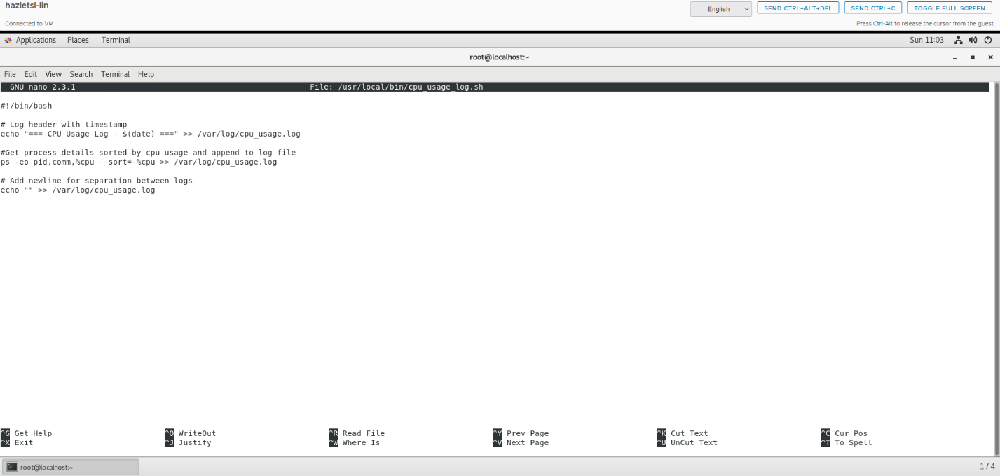 hazletsl-lin
English
SEND CTRL+ALT+DEL
SEND CTRL+C
TOGGLE FULL SCREEN
Connected to VM
Press Ctrl-Alt to release the cursor from the guest.
Applications Places Terminal
Sun 11:03
root@localhost:~
File Edit View Search Terminal Help
GNU nano 2.3.1 File: /usr/local/bin/cpu_usage_log.sh
#!/bin/bash
# Log header with timestamp
echo "=== CPU Usage Log - $(date) ===" >> /var/log/cpu_usage.log
#Get process details sorted by cpu usage and append to log file
ps -eo pid,comm,%cpu --sort=-%cpu >> /var/log/cpu_usage.log
# Add newline for separation between logs
echo "" >> /var/log/cpu_usage.log
^G Get Help ^O WriteOut ^R Read File ^Y Prev Page ^K Cut Text ^C Cur Pos
^X Exit ^J Justify ^W Where Is ^V Next Page ^U UnCut Text ^T To Spell
root@localhost:~
1 / 4